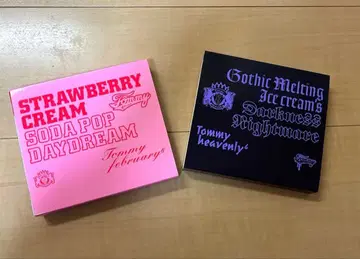 STRAWBERRY
CREAM
Tommy
SODA POP
DAYDREAM
Tommy
february6
Gothic Melting
Ice cream's
Darkness
Nightmare
Tommy
heavenly6